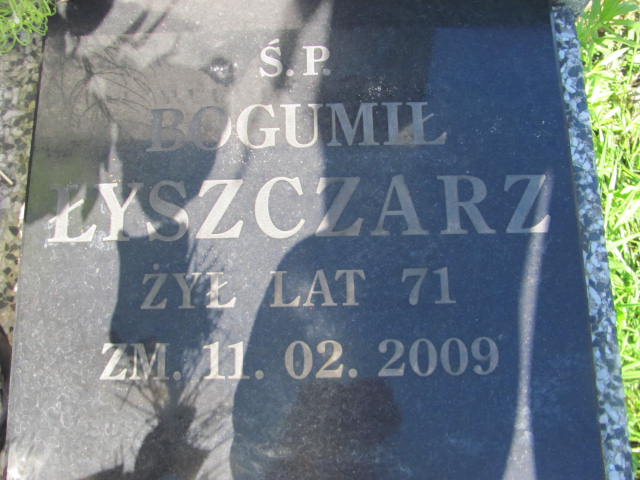 Ś.P.
BOGUMIŁ
ŁYSZCZARZ
ŻYŁ LAT 71
ZM. 11. 02. 2009